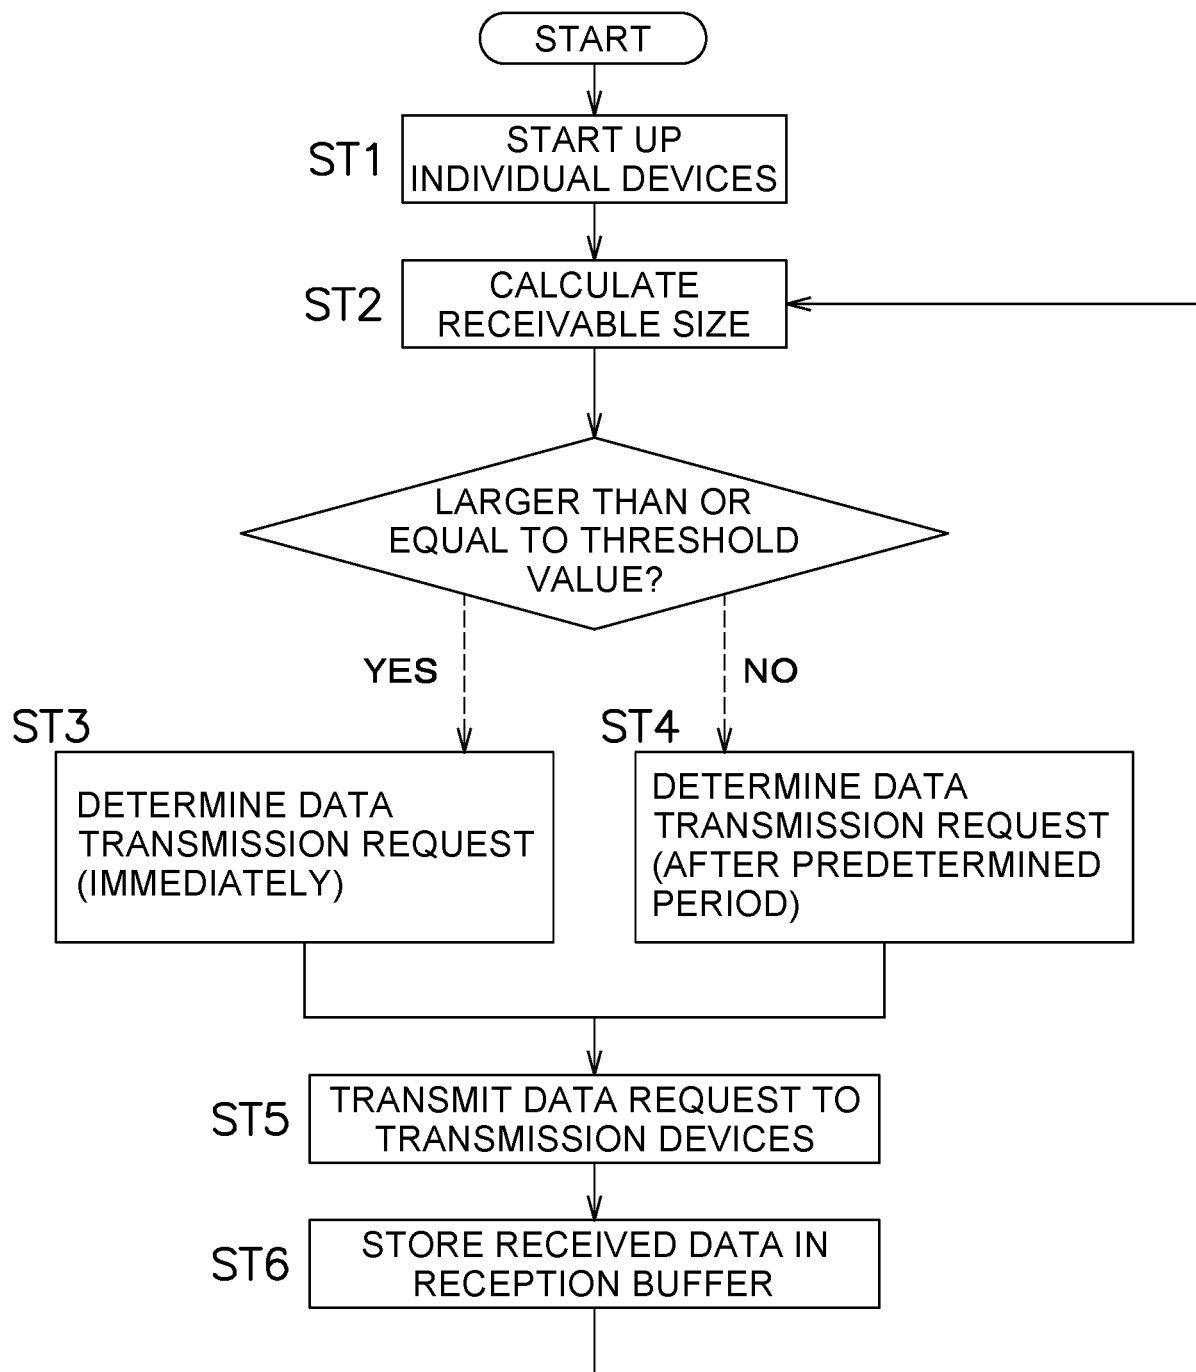 START
ST1
START UP
INDIVIDUAL DEVICES
ST2
CALCULATE
RECEIVABLE SIZE
LARGER THAN OR
EQUAL TO THRESHOLD
VALUE?
YES
NO
ST3
DETERMINE DATA
TRANSMISSION REQUEST
(IMMEDIATELY)
ST4
DETERMINE DATA
TRANSMISSION REQUEST
(AFTER PREDETERMINED
PERIOD)
ST5
TRANSMIT DATA REQUEST TO
TRANSMISSION DEVICES
ST6
STORE RECEIVED DATA IN
RECEPTION BUFFER